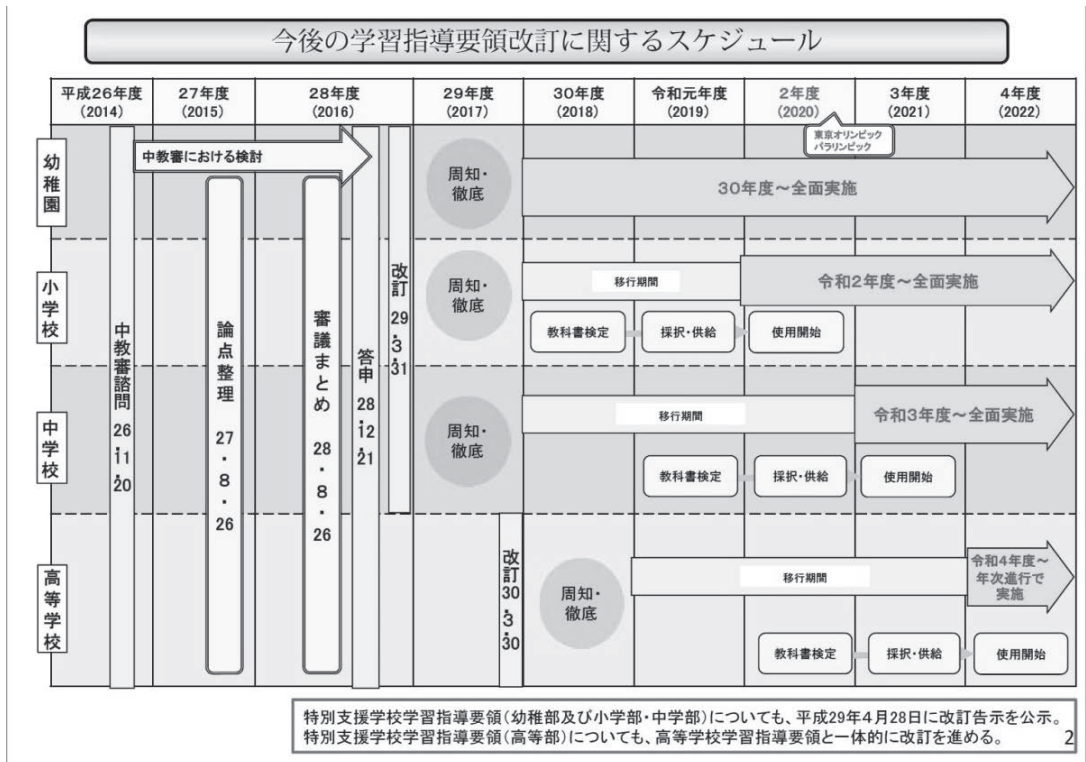 今後の学習指導要領改訂に関するスケジュール
平成26年度
(2014)
27年度
(2015)
28年度
(2016)
29年度
(2017)
30年度
(2018)
令和元年度
(2019)
2年度
(2020)
3年度
(2021)
4年度
(2022)
東京オリンピック
パラリンピック
幼稚園
中教審における検討
周知・
徹底
30年度～全面実施
小学校
周知・
徹底
移行期間
令和2年度～全面実施
教科書検定
採択・供給
使用開始
中教審諮問 26・11・20
論点整理 27・8・26
審議まとめ 28・8・26
答申 28・12・21
改訂 29・3・31
中学校
周知・
徹底
移行期間
令和3年度～全面実施
教科書検定
採択・供給
使用開始
高等学校
改訂 30・3・30
周知・
徹底
移行期間
令和4年度～
年次進行で
実施
教科書検定
採択・供給
使用開始
特別支援学校学習指導要領(幼稚部及び小学部・中学部)についても、平成29年4月28日に改訂告示を公示。
特別支援学校学習指導要領(高等部)についても、高等学校学習指導要領と一体的に改訂を進める。
2